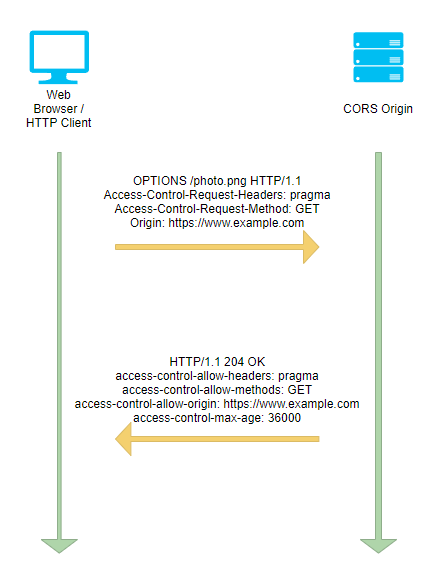 Web
Browser /
HTTP Client
CORS Origin
OPTIONS /photo.png HTTP/1.1
Access-Control-Request-Headers: pragma
Access-Control-Request-Method: GET
Origin: https://www.example.com
HTTP/1.1 204 OK
access-control-allow-headers: pragma
access-control-allow-methods: GET
access-control-allow-origin: https://www.example.com
access-control-max-age: 36000